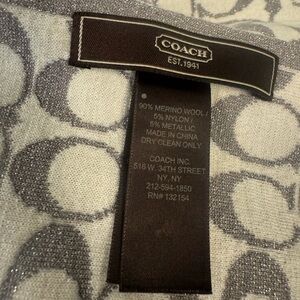 COACH
EST. 1941
90% MERINO WOOL /
5% NYLON /
5% METALLIC
MADE IN CHINA
DRY CLEAN ONLY
COACH INC
516 W. 34TH STREET
NY, NY
212-594-1850
RN# 132154